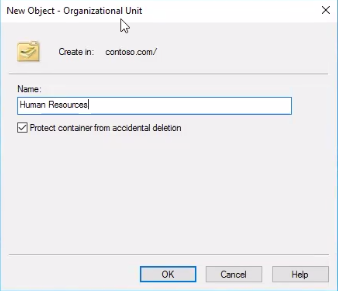 New Object - Organizational Unit
Create in: contoso.com/
Name:
Human Resources
Protect container from accidental deletion
OK Cancel Help